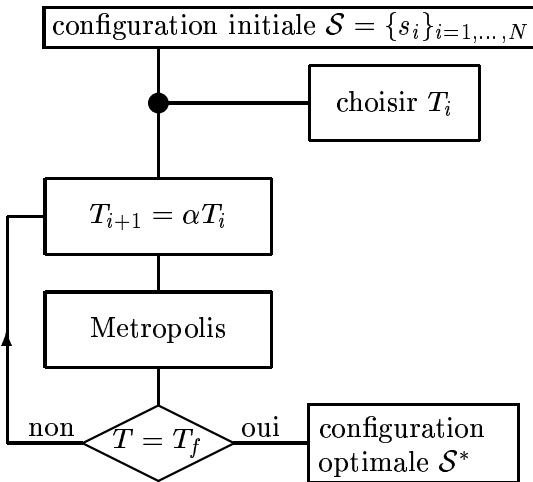 configuration initiale 𝒮 = {s_i}_{i=1,...,N}
choisir T_i
T_{i+1} = αT_i
Metropolis
non
T = T_f
oui
configuration
optimale 𝒮*